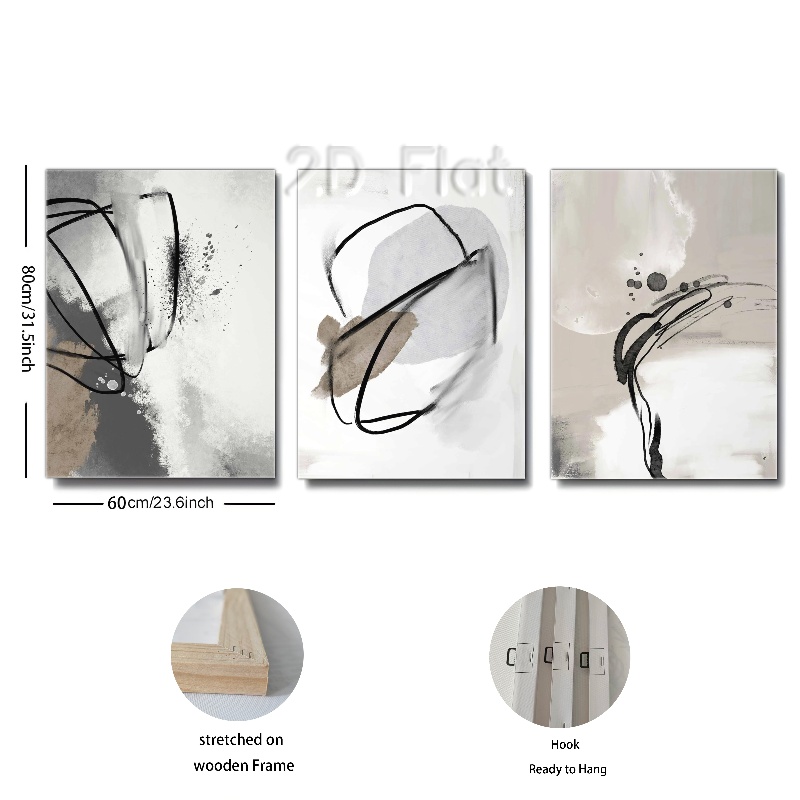 2D Flat.
80cm/31.5inch
60cm/23.6inch
stretched on
wooden Frame
Hook
Ready to Hang